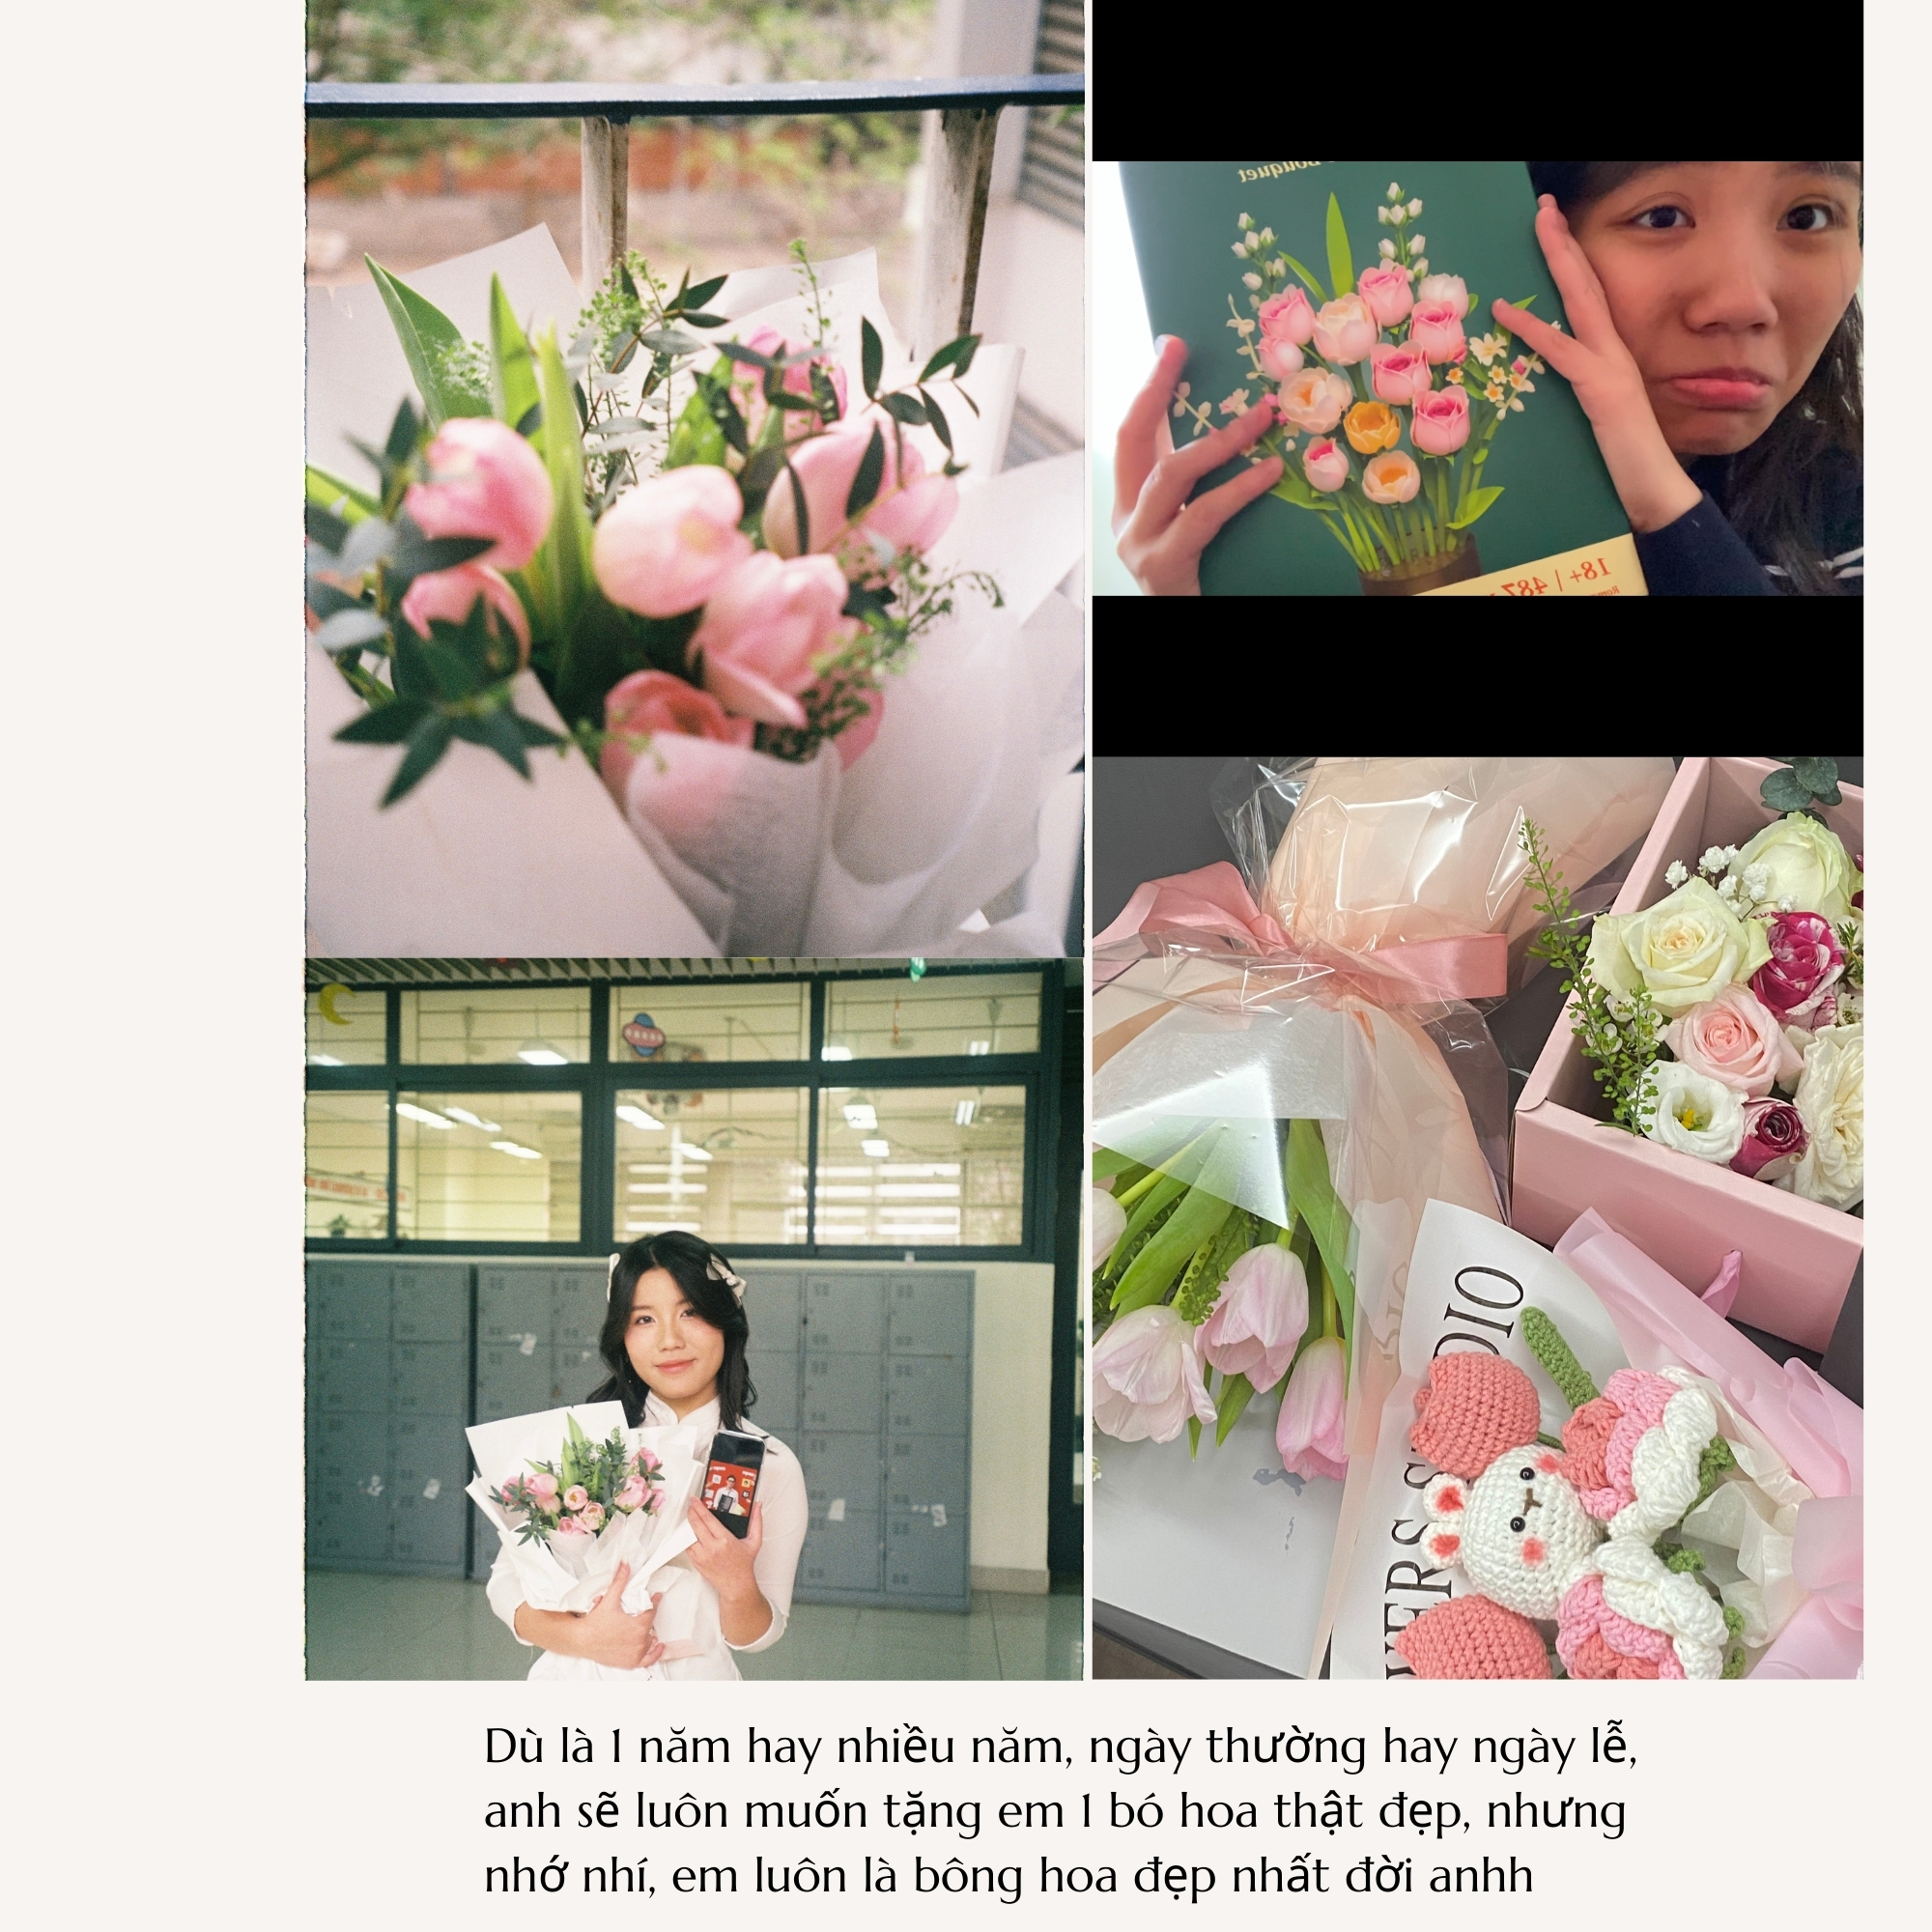 Bouquet
18+ | 487
Dù là 1 năm hay nhiều năm, ngày thường hay ngày lễ,
anh sẽ luôn muốn tặng em 1 bó hoa thật đẹp, nhưng
nhớ nhí, em luôn là bông hoa đẹp nhất đời anhh